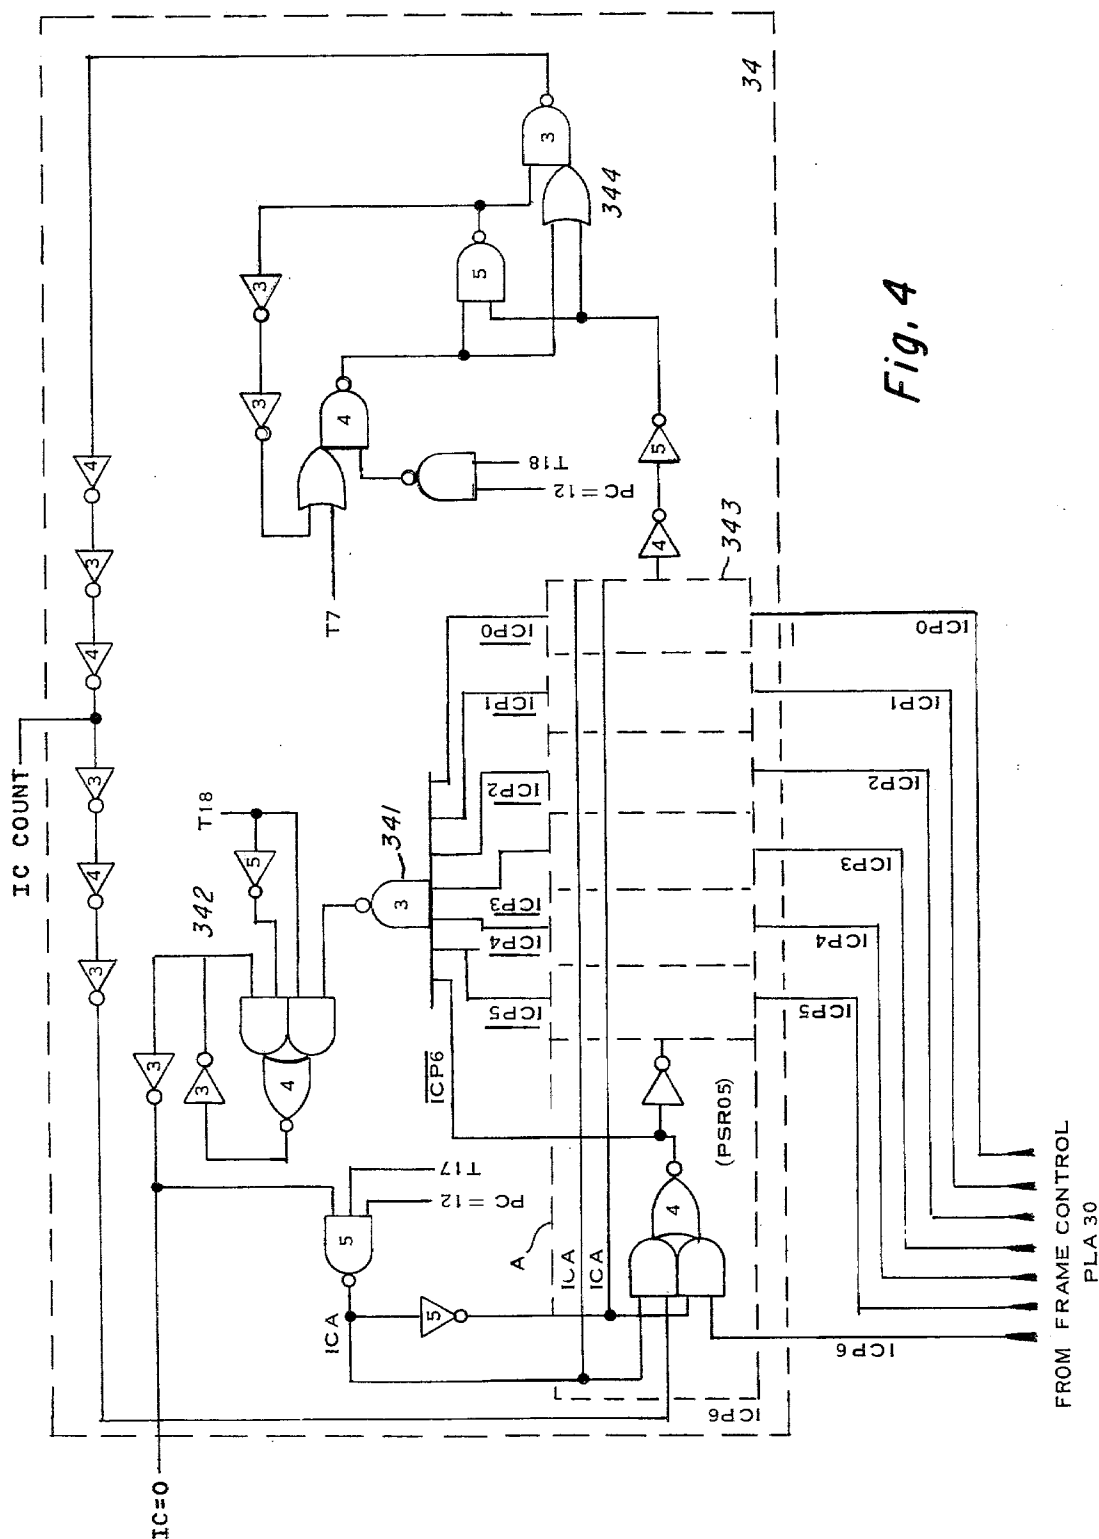 IC COUNT
IC=0
34
3
4
3
4
3
4
3
3
3
5
3
344
4
T18
PC=12
T7
T18
5
342
3
3
4
3
341
5
4
343
ICP0
ICP1
ICP2
ICP3
ICP4
ICP5
ICP6
T17
PC=12
5
ICA
5
A
ICA
ICA
4
(PSR05)
ICP6
ICP0
ICP1
ICP2
ICP3
ICP4
ICP5
ICP6
FROM FRAME CONTROL
PLA 30
Fig. 4